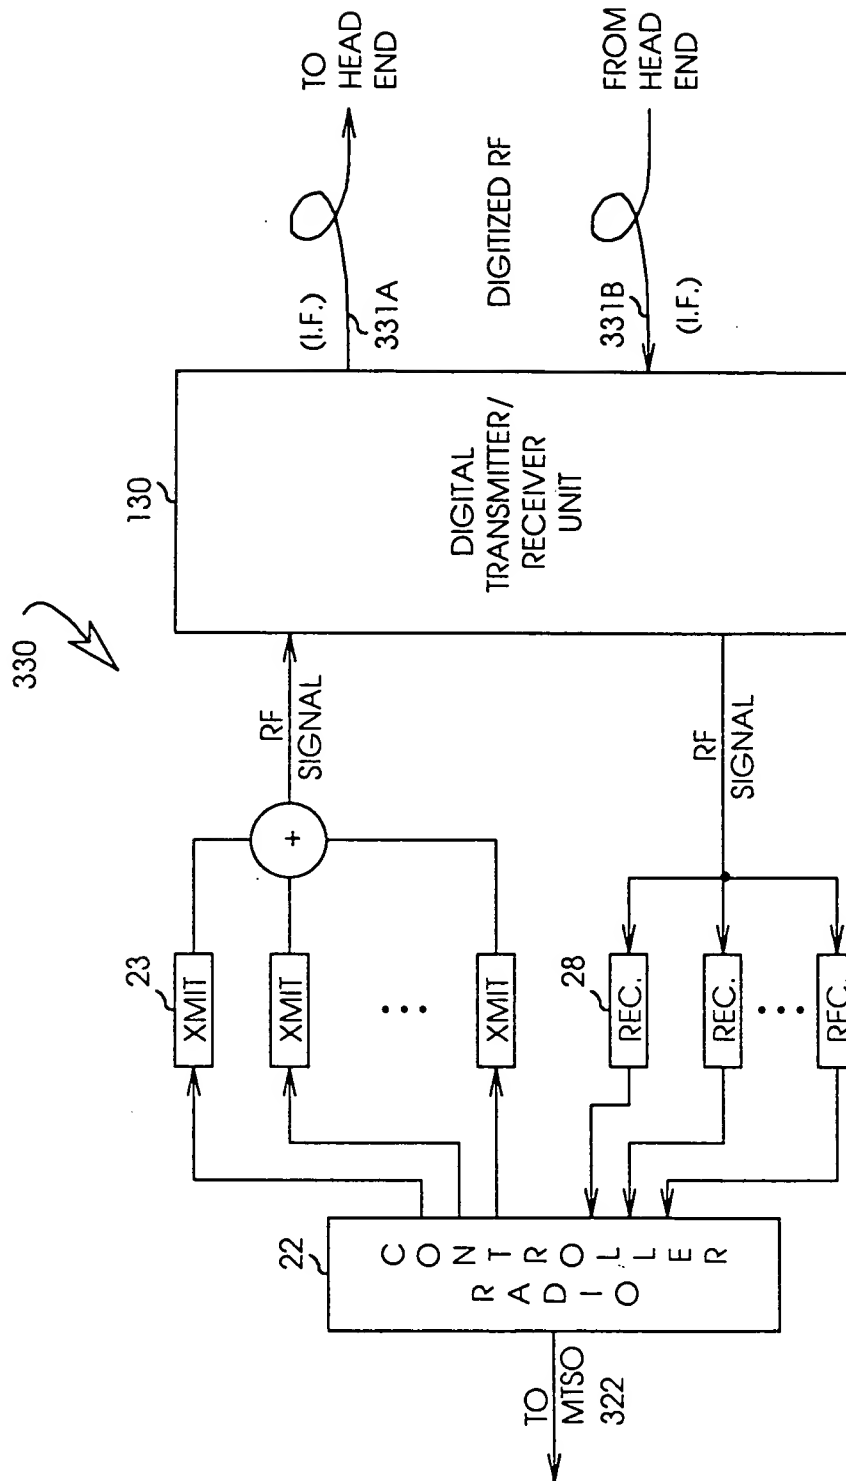 330
TO
MTSO
322
22
CONTROLLER
RADIO
23
XMIT
XMIT
XMIT
28
REC.
REC.
REC.
+
RF
SIGNAL
RF
SIGNAL
130
DIGITAL
TRANSMITTER/
RECEIVER
UNIT
(I.F.)
331A
TO
HEAD
END
DIGITIZED RF
331B
(I.F.)
FROM
HEAD
END